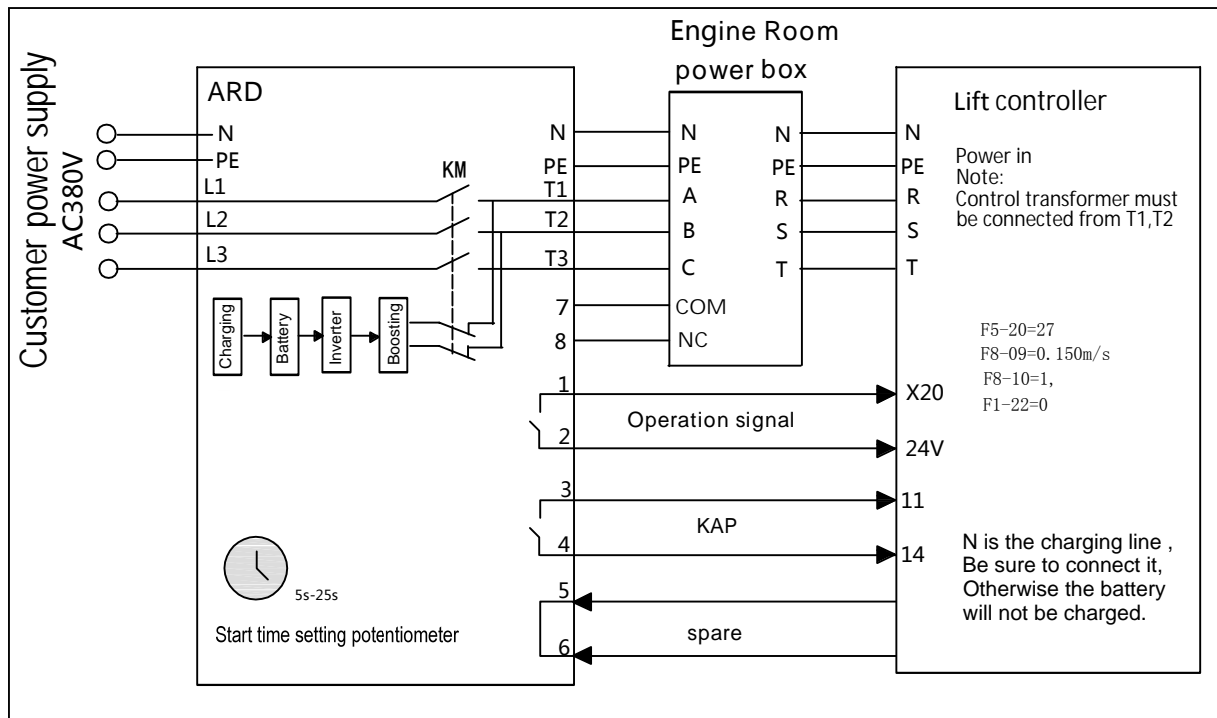 Customer power supply
AC380V
ARD
N
PE
L1
L2
L3
KM
N
PE
T1
T2
T3
7
8
Charging
Battery
Inverter
Boosting
Engine Room
power box
N
PE
A
B
C
COM
NC
N
PE
R
S
T
Lift controller
N
PE
R
S
T
Power in
Note:
Control transformer must
be connected from T1,T2
F5-20=27
F8-09=0.150m/s
F8-10=1,
F1-22=0
1
Operation signal
X20
2
24V
3
KAP
11
4
14
5
spare
6
N is the charging line ,
Be sure to connect it,
Otherwise the battery
will not be charged.
5s-25s
Start time setting potentiometer